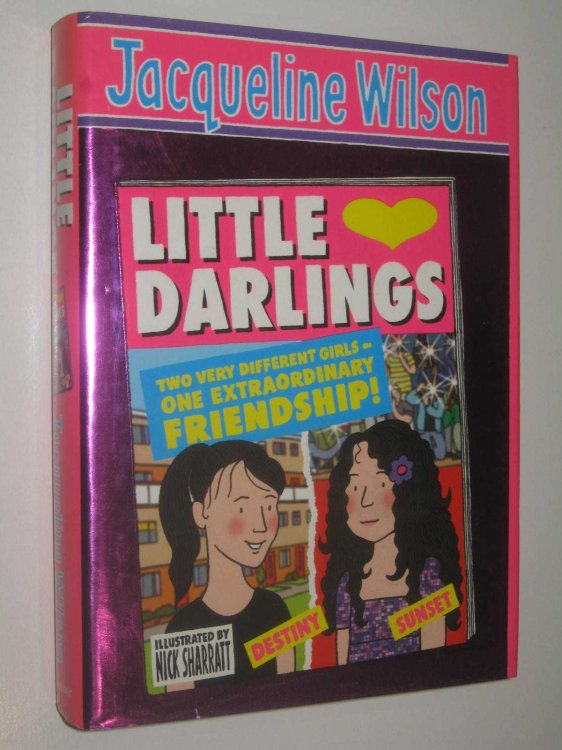 Jacqueline Wilson
LITTLE
DARLINGS
TWO VERY DIFFERENT GIRLS –
ONE EXTRAORDINARY
FRIENDSHIP!
DESTINY
SUNSET
ILLUSTRATED BY
NICK SHARRATT
LITTLE